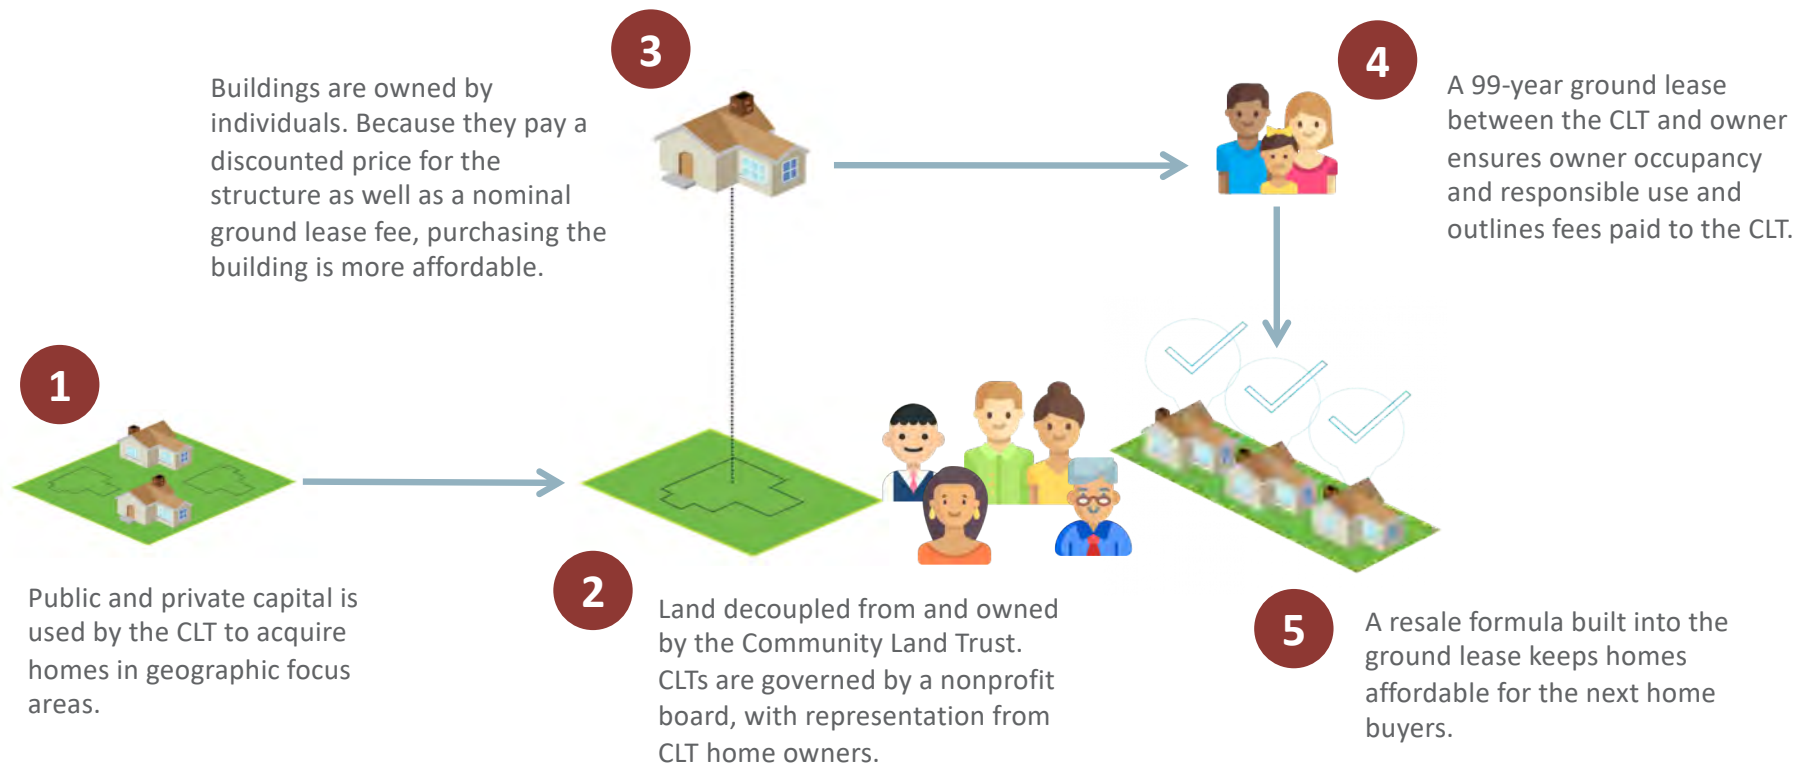 1
Public and private capital is
used by the CLT to acquire
homes in geographic focus
areas.
2
Land decoupled from and owned
by the Community Land Trust.
CLTs are governed by a nonprofit
board, with representation from
CLT home owners.
3
Buildings are owned by
individuals. Because they pay a
discounted price for the
structure as well as a nominal
ground lease fee, purchasing the
building is more affordable.
4
A 99-year ground lease
between the CLT and owner
ensures owner occupancy
and responsible use and
outlines fees paid to the CLT.
5
A resale formula built into the
ground lease keeps homes
affordable for the next home
buyers.